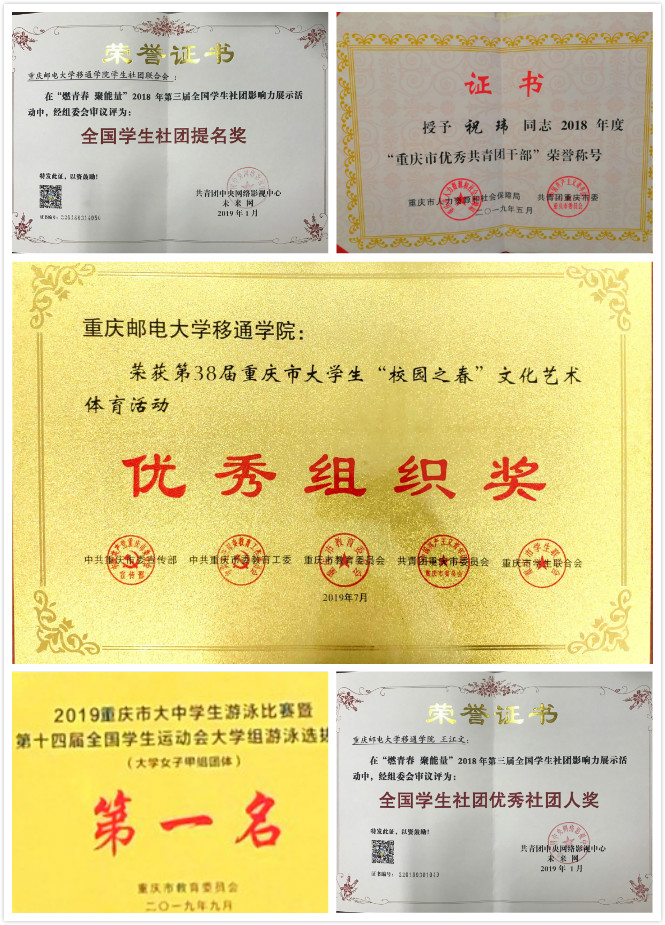 荣誉证书
重庆邮电大学移通学院学生社团联合会：
在“燃青春 聚能量”2018 年第三届全国学生社团影响力展示活
动中，经组委会审议评为：
全国学生社团提名奖
特发此证，以资鼓励！
共青团中央网络影视中心
未来网
2019年1月
证书编号：
证书
授予 祝玮 同志 2018 年度
“重庆市优秀共青团干部”荣誉称号
重庆市人力资源和社会保障局 共青团重庆市委
二〇一九年五月
重庆邮电大学移通学院：
荣获第38届重庆市大学生“校园之春”文化艺术
体育活动
优秀组织奖
中共重庆市委宣传部 中共重庆市委教育工委 重庆市教育委员会 共青团重庆市委员会 重庆市学生联合会
2019年7月
2019重庆市大中学生游泳比赛暨
第十四届全国学生运动会大学组游泳选拔
（大学女子甲组团体）
第一名
重庆市教育委员会
二〇一九年九月
荣誉证书
重庆邮电大学移通学院 王江文：
在“燃青春 聚能量”2018 年第三届全国学生社团影响力展示活
动中，经组委会审议评为：
全国学生社团优秀社团人奖
特发此证，以资鼓励！
共青团中央网络影视中心
未来网
2019年 1月
证书编号：